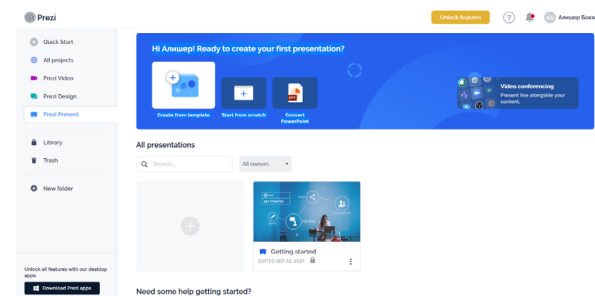 Prezi
Unlock features
?
Алишер Бекм
Quick Start
All projects
Prezi Video
Prezi Design
Prezi Present
Library
Trash
New folder
Unlock all features with our desktop
apps.
Download Prezi apps
Hi Алишер! Ready to create your first presentation?
Create from template
Start from scratch
Convert
PowerPoint
Video conferencing
Present live alongside your
content.
All presentations
Search...
All owners
GET STARTED
Getting started
EDITED SEP 22, 2021
Need some help getting started?